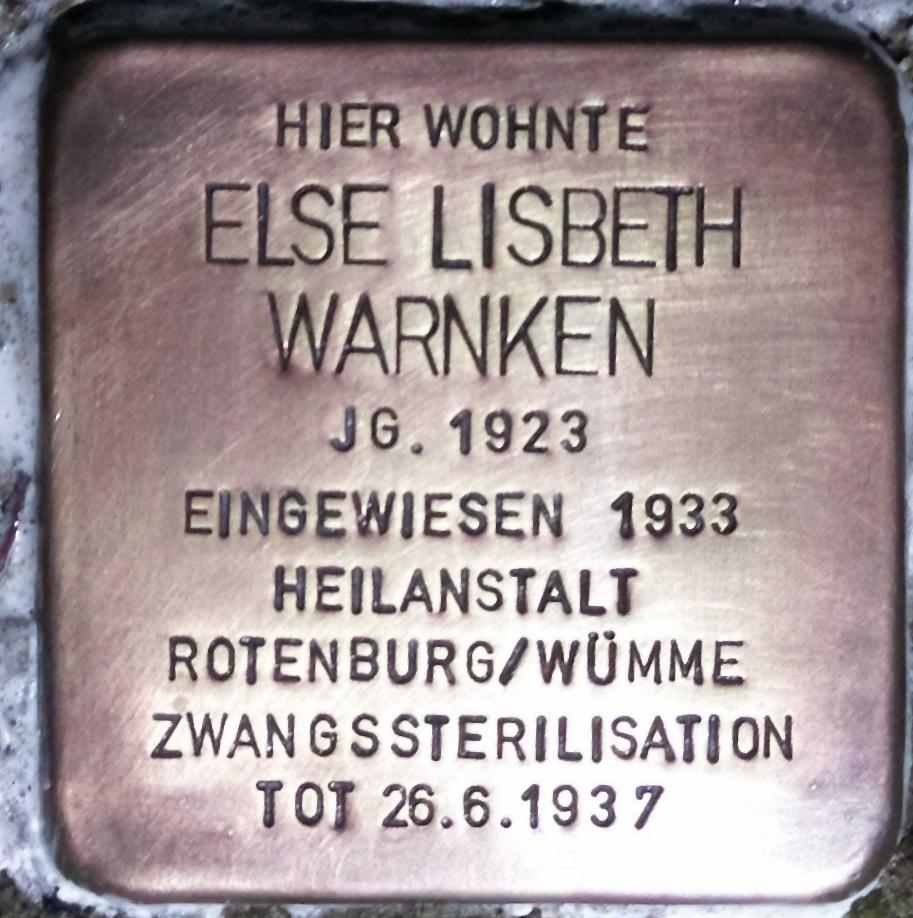 HIER WOHNTE
ELSE LISBETH
WARNKEN
JG. 1923
EINGEWIESEN 1933
HEILANSTALT
ROTENBURG/WÜMME
ZWANGSSTERILISATION
TOT 26.6.1937